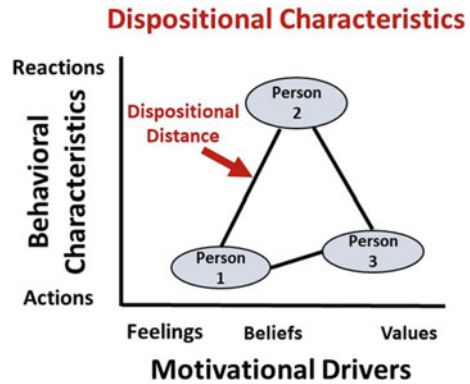 Dispositional Characteristics
Reactions
Behavioral
Characteristics
Actions
Dispositional
Distance
Person
2
Person
1
Person
3
Feelings
Beliefs
Values
Motivational Drivers